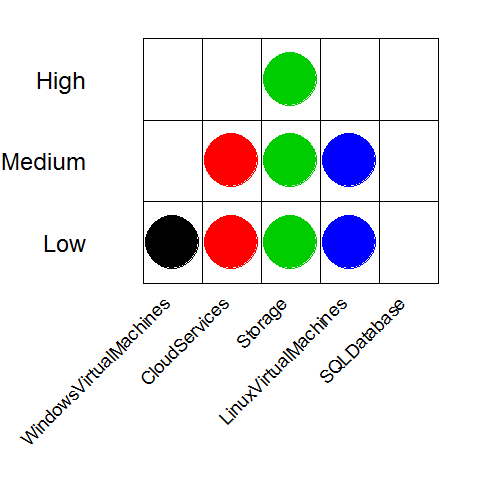 High
Medium
Low
WindowsVirtualMachines
CloudServices
Storage
LinuxVirtualMachines
SQLDatabase